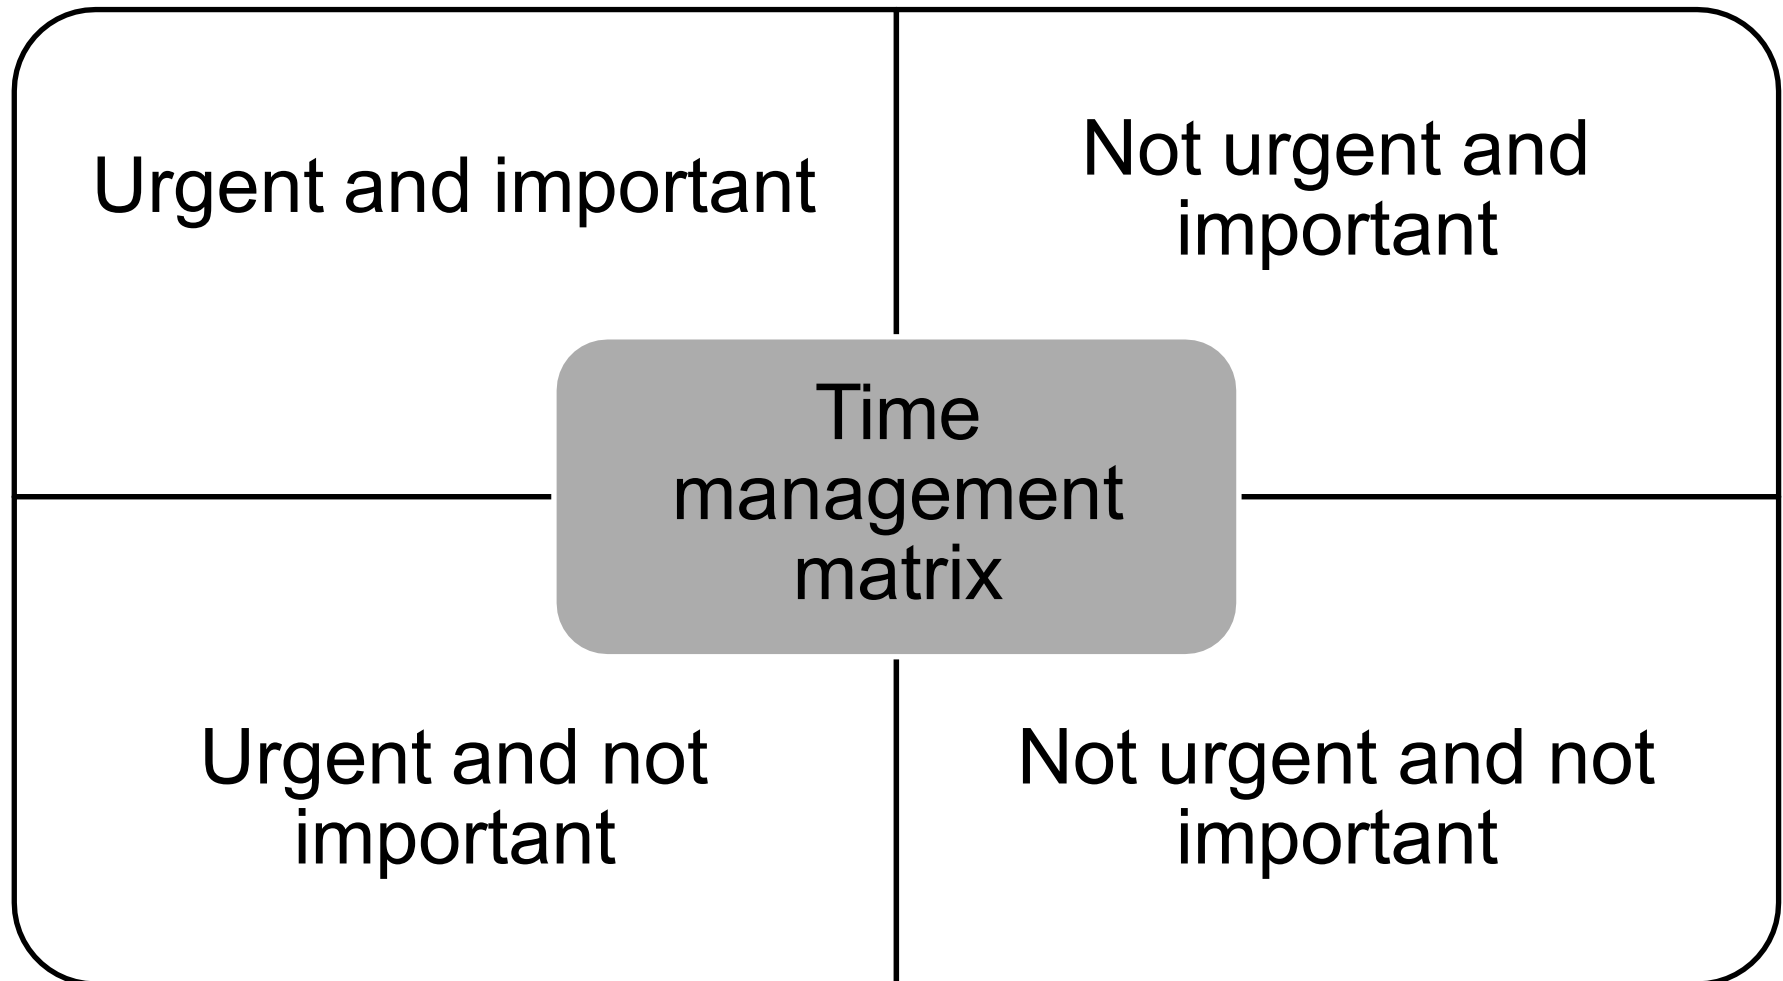 Urgent and important
Not urgent and
important
Time
management
matrix
Urgent and not
important
Not urgent and not
important